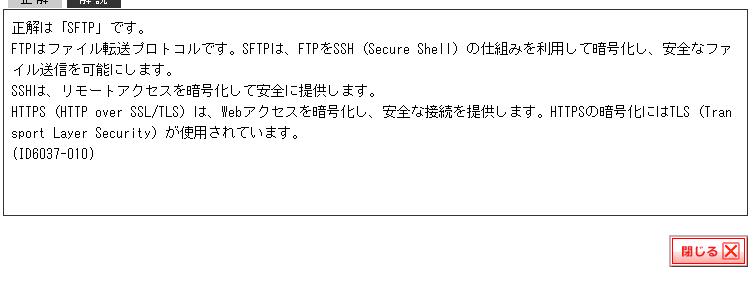 正解 解説
正解は「SFTP」です。
FTPはファイル転送プロトコルです。SFTPは、FTPをSSH（Secure Shell）の仕組みを利用して暗号化し、安全なファ
イル送信を可能にします。
SSHは、リモートアクセスを暗号化して安全に提供します。
HTTPS（HTTP over SSL/TLS）は、Webアクセスを暗号化し、安全な接続を提供します。HTTPSの暗号化にはTLS（Tran
sport Layer Security）が使用されています。
(ID6037-010)
閉じる